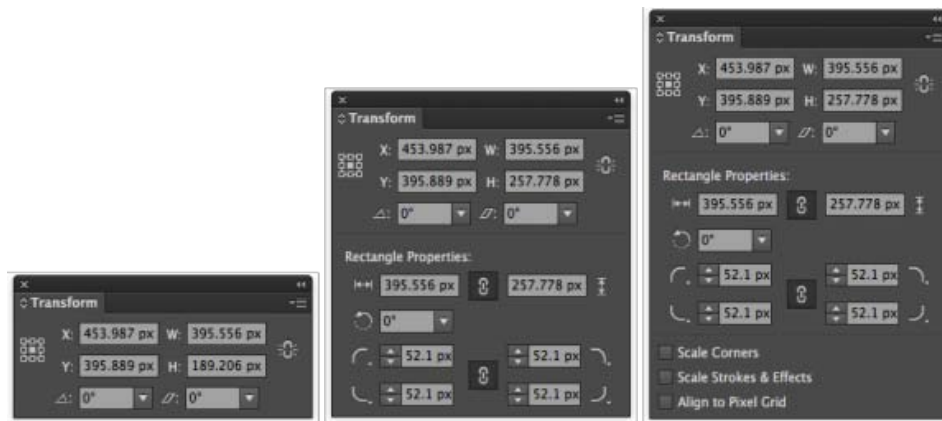 Transform
X: 453.987 px W: 395.556 px
Y: 395.889 px H: 189.206 px
0° 0°
Transform
X: 453.987 px W: 395.556 px
Y: 395.889 px H: 257.778 px
0° 0°
Rectangle Properties:
395.556 px 257.778 px
0°
52.1 px 52.1 px
52.1 px 52.1 px
Transform
X: 453.987 px W: 395.556 px
Y: 395.889 px H: 257.778 px
0° 0°
Rectangle Properties:
395.556 px 257.778 px
0°
52.1 px 52.1 px
52.1 px 52.1 px
Scale Corners
Scale Strokes & Effects
Align to Pixel Grid